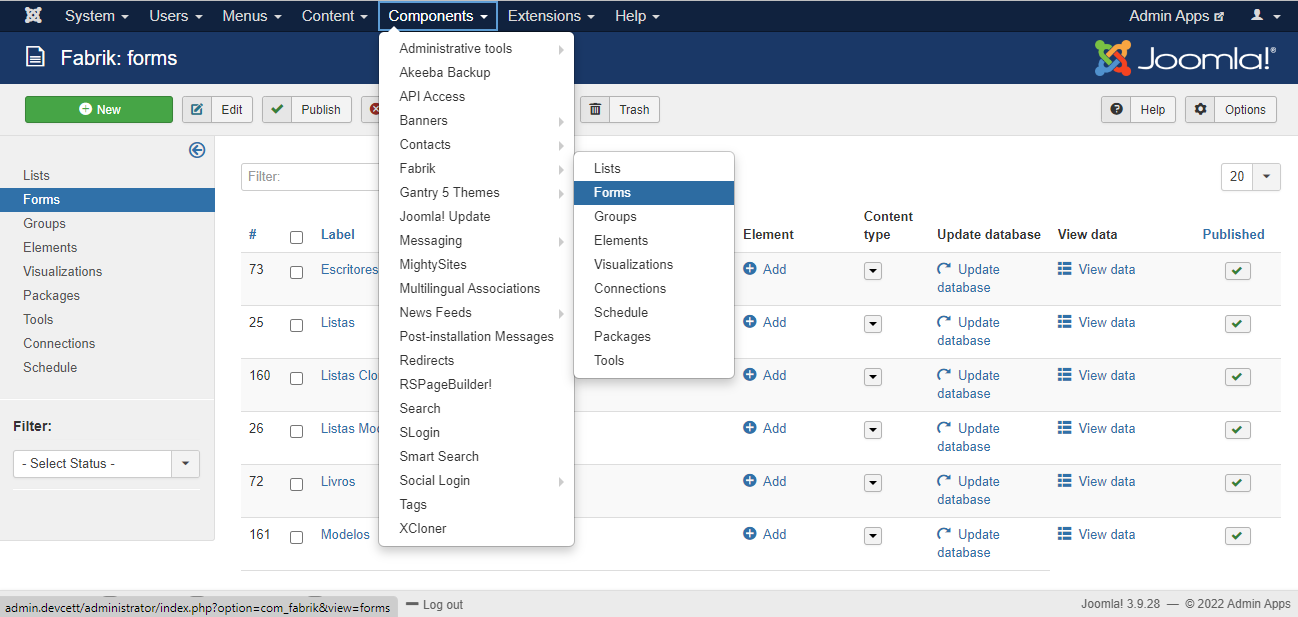 System Users Menus Content Components Extensions Help Admin Apps
Fabrik: forms
Joomla!®
New Edit Publish Trash Help Options
Administrative tools
Akeeba Backup
API Access
Banners
Contacts
Fabrik
Gantry 5 Themes
Joomla! Update
Messaging
MightySites
Multilingual Associations
News Feeds
Post-installation Messages
Redirects
RSPageBuilder!
Search
SLogin
Smart Search
Social Login
Tags
XCloner
Lists
Forms
Groups
Elements
Visualizations
Connections
Schedule
Packages
Tools
Lists
Forms
Groups
Elements
Visualizations
Packages
Tools
Connections
Schedule
Filter:
- Select Status -
Filter:
20
# Label Element Content type Update database View data Published
73 Escritores Add Update database View data
25 Listas Add Update database View data
160 Listas Clo Add Update database View data
26 Listas Mod Add Update database View data
72 Livros Add Update database View data
161 Modelos Add Update database View data
admin.devcett/administrator/index.php?option=com_fabrik&view=forms
Log out
Joomla! 3.9.28 — © 2022 Admin Apps